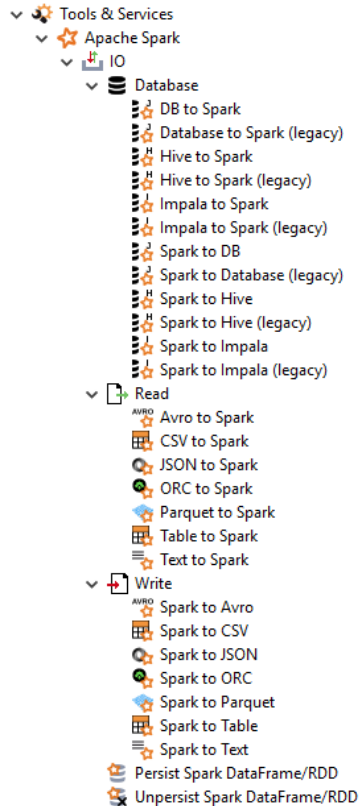 Tools & Services
Apache Spark
IO
Database
J DB to Spark
J Database to Spark (legacy)
H Hive to Spark
H Hive to Spark (legacy)
I Impala to Spark
I Impala to Spark (legacy)
J Spark to DB
J Spark to Database (legacy)
H Spark to Hive
H Spark to Hive (legacy)
I Spark to Impala
I Spark to Impala (legacy)
Read
AVRO Avro to Spark
CSV to Spark
JSON to Spark
ORC to Spark
Parquet to Spark
Table to Spark
Text to Spark
Write
AVRO Spark to Avro
Spark to CSV
Spark to JSON
Spark to ORC
Spark to Parquet
Spark to Table
Spark to Text
Persist Spark DataFrame/RDD
Unpersist Spark DataFrame/RDD